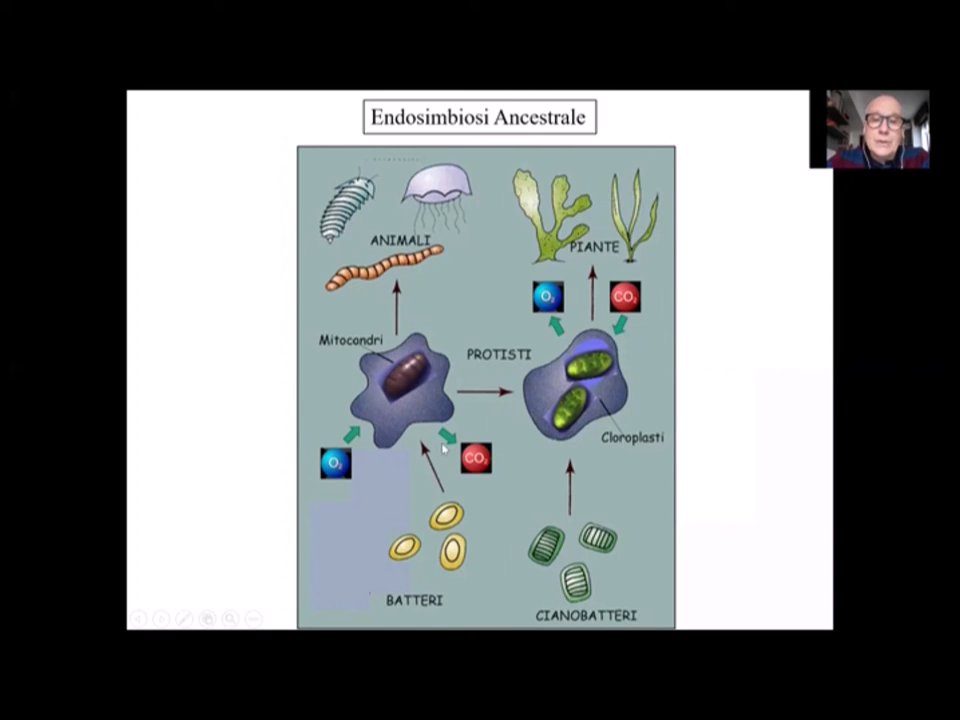 Endosimbiosi Ancestrale
ANIMALI
PIANTE
O₂
CO₂
Mitocondri
PROTISTI
Cloroplasti
O₂
CO₂
BATTERI
CIANOBATTERI